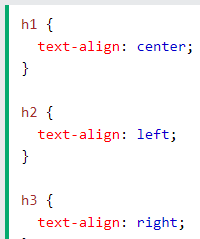 h1 {
  text-align: center;
}

h2 {
  text-align: left;
}

h3 {
  text-align: right;
}